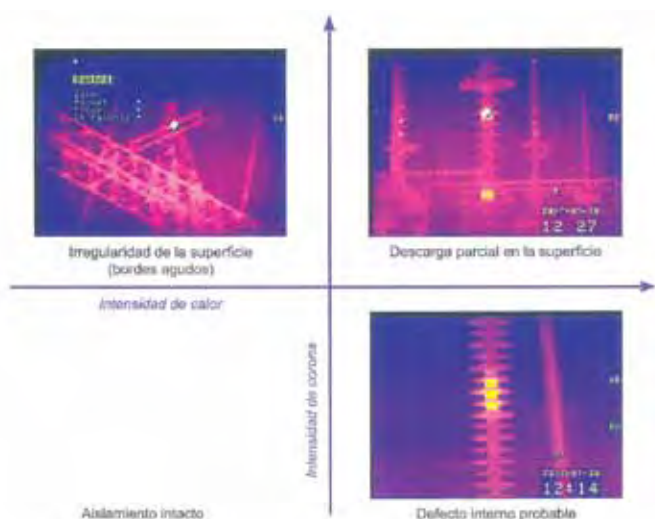 12 27
Irregularidad de la superficie
(bordes agudos)
Descarga parcial en la superficie
Intensidad de calor
Intensidad de corona
12:14
Aislamiento intacto
Defecto interno probable